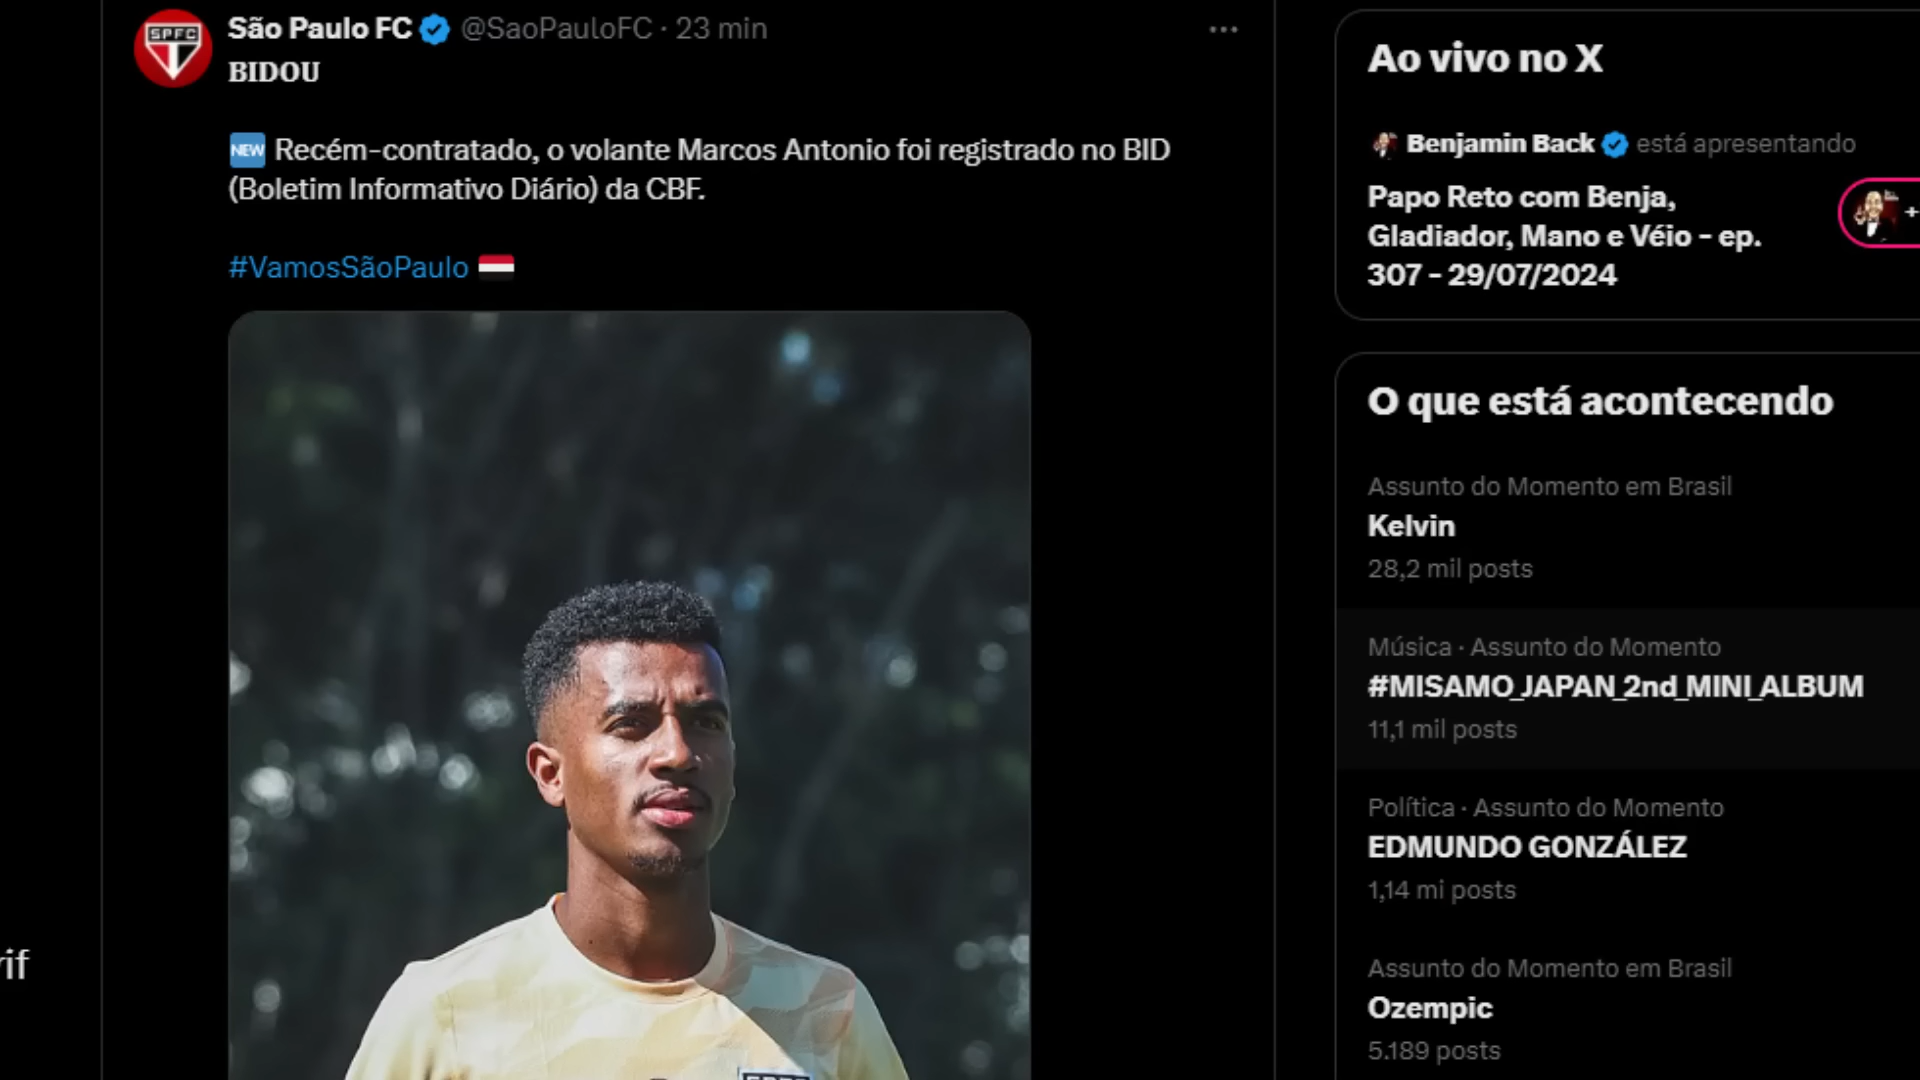 SPFC
São Paulo FC @SaoPauloFC · 23 min
BIDOU
NEW Recém-contratado, o volante Marcos Antonio foi registrado no BID
(Boletim Informativo Diário) da CBF.
#VamosSãoPaulo
Ao vivo no X
Benjamin Back está apresentando
Papo Reto com Benja,
Gladiador, Mano e Véio - ep.
307 - 29/07/2024
O que está acontecendo
Assunto do Momento em Brasil
Kelvin
28,2 mil posts
Música · Assunto do Momento
#MISAMO_JAPAN_2nd_MINI_ALBUM
11,1 mil posts
Política · Assunto do Momento
EDMUNDO GONZÁLEZ
1,14 mi posts
Assunto do Momento em Brasil
Ozempic
5.189 posts